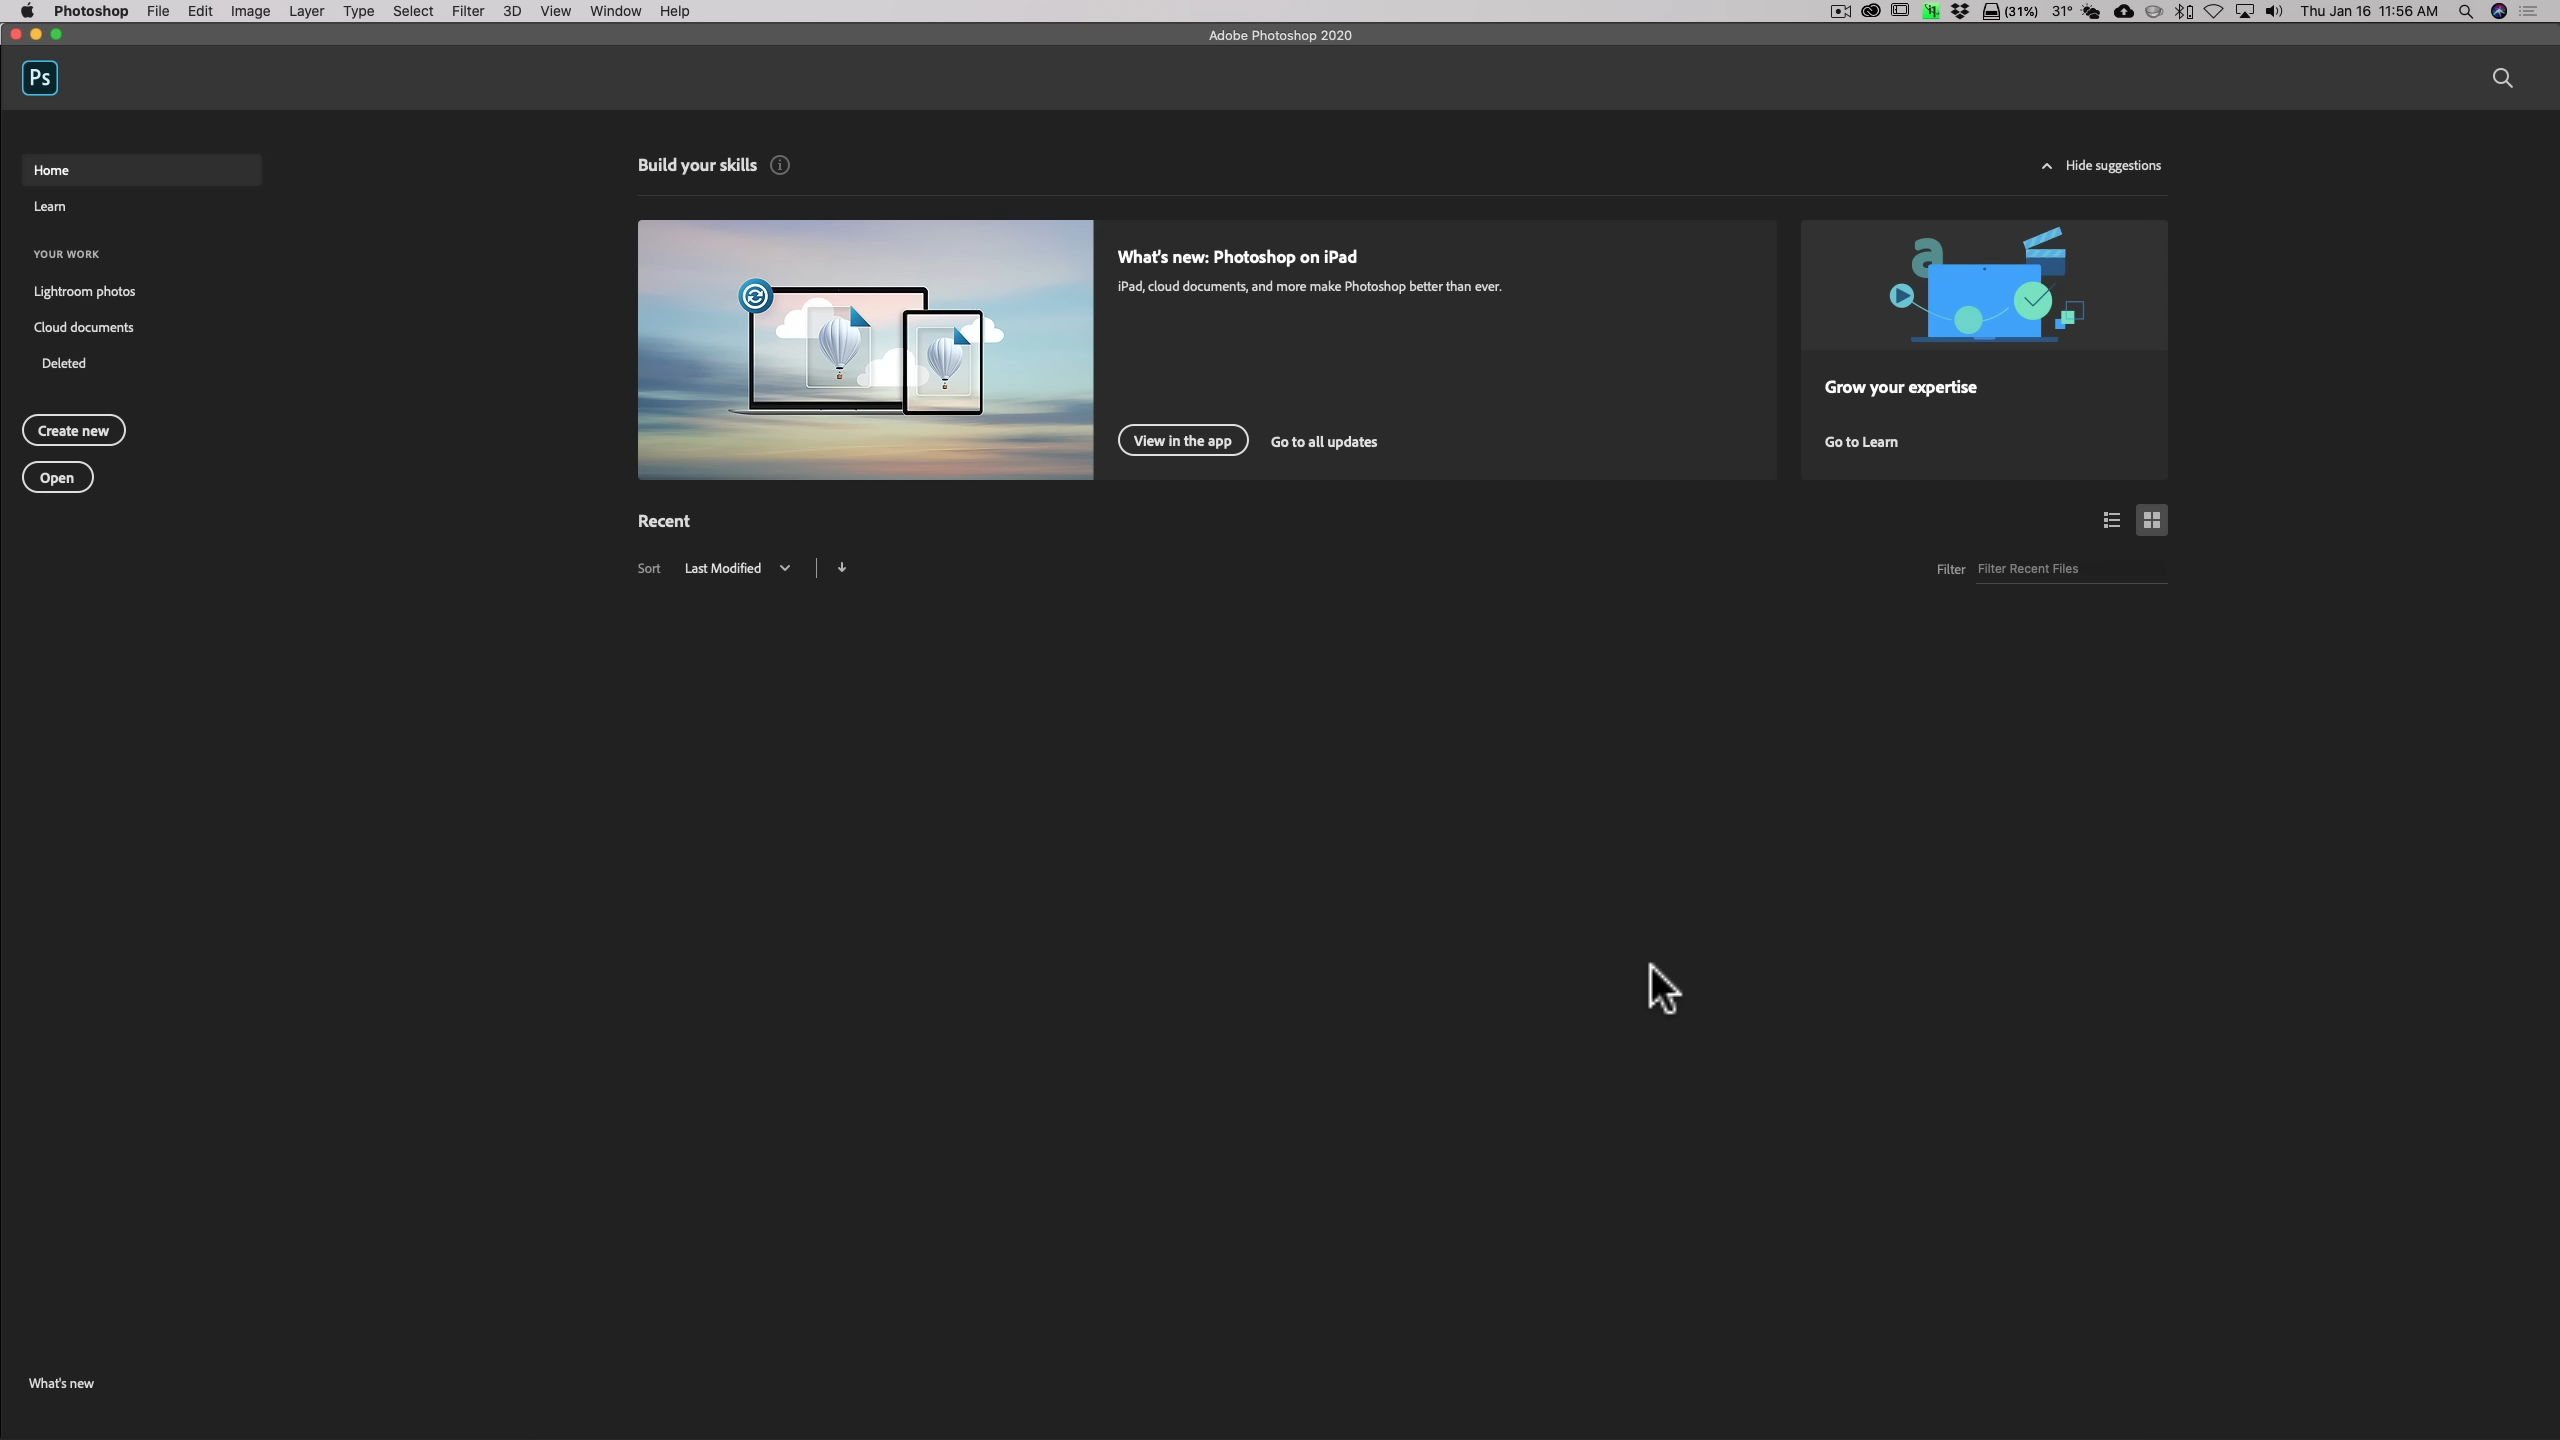 Photoshop File Edit Image Layer Type Select Filter 3D View Window Help (31%) 31° Thu Jan 16 11:56 AM
Adobe Photoshop 2020
Ps
Home
Learn
YOUR WORK
Lightroom photos
Cloud documents
Deleted
Create new
Open
Build your skills
Hide suggestions
What's new: Photoshop on iPad
iPad, cloud documents, and more make Photoshop better than ever.
View in the app Go to all updates
a
Grow your expertise
Go to Learn
Recent
Sort Last Modified
Filter Filter Recent Files
What's new